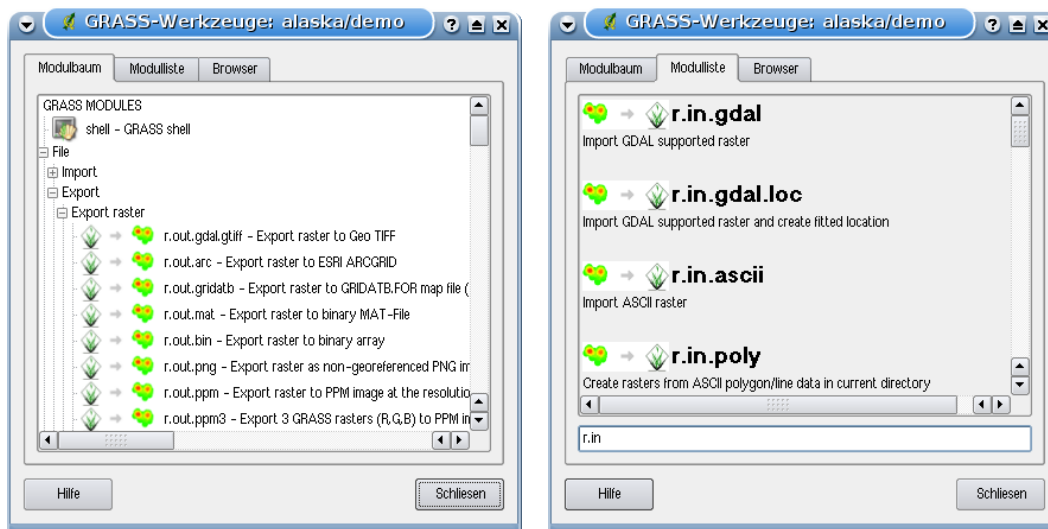 GRASS-Werkzeuge: alaska/demo
Modulbaum Modulliste Browser
GRASS MODULES
shell - GRASS shell
File
Import
Export
Export raster
r.out.gdal.gtiff - Export raster to Geo TIFF
r.out.arc - Export raster to ESRI ARCGRID
r.out.gridatb - Export raster to GRIDATB.FOR map file (
r.out.mat - Export raster to binary MAT-File
r.out.bin - Export raster to binary array
r.out.png - Export raster as non-georeferenced PNG im
r.out.ppm - Export raster to PPM image at the resolutio
r.out.ppm3 - Export 3 GRASS rasters (R,G,B) to PPM in
Hilfe Schliesen
GRASS-Werkzeuge: alaska/demo
Modulbaum Modulliste Browser
r.in.gdal
Import GDAL supported raster
r.in.gdal.loc
Import GDAL supported raster and create fitted location
r.in.ascii
Import ASCII raster
r.in.poly
Create rasters from ASCII polygon/line data in current directory
r.in
Hilfe Schliesen